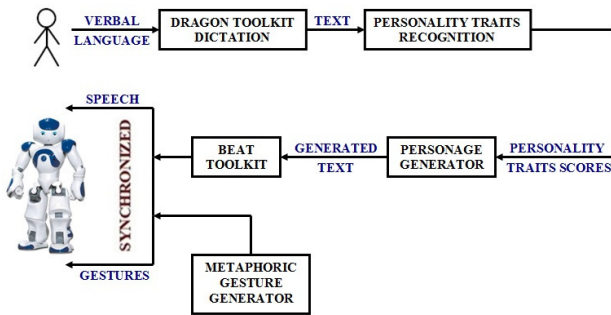 VERBAL
LANGUAGE
DRAGON TOOLKIT
DICTATION
TEXT
PERSONALITY TRAITS
RECOGNITION
SPEECH
SYNCHRONIZED
BEAT
TOOLKIT
GENERATED
TEXT
PERSONAGE
GENERATOR
PERSONALITY
TRAITS SCORES
GESTURES
METAPHORIC
GESTURE
GENERATOR